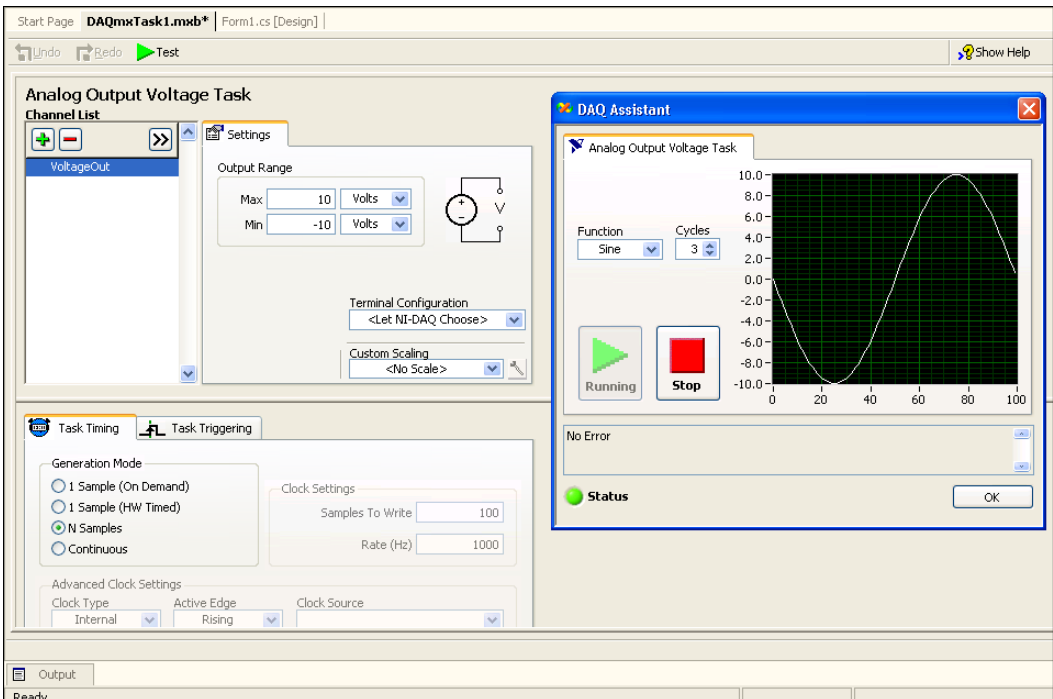 Start Page DAQmxTask1.mxb* Form1.cs [Design]
Undo Redo Test Show Help
Analog Output Voltage Task
Channel List
VoltageOut
Settings
Output Range
Max 10 Volts
Min -10 Volts
V
Terminal Configuration
<Let NI-DAQ Choose>
Custom Scaling
<No Scale>
DAQ Assistant
Analog Output Voltage Task
Function Cycles
Sine 3
10.0
8.0
6.0
4.0
2.0
0.0
-2.0
-4.0
-6.0
-8.0
-10.0
0 20 40 60 80 100
Running Stop
No Error
Status OK
Task Timing Task Triggering
Generation Mode
1 Sample (On Demand)
1 Sample (HW Timed)
N Samples
Continuous
Clock Settings
Samples To Write 100
Rate (Hz) 1000
Advanced Clock Settings
Clock Type Active Edge Clock Source
Internal Rising
Output
Ready